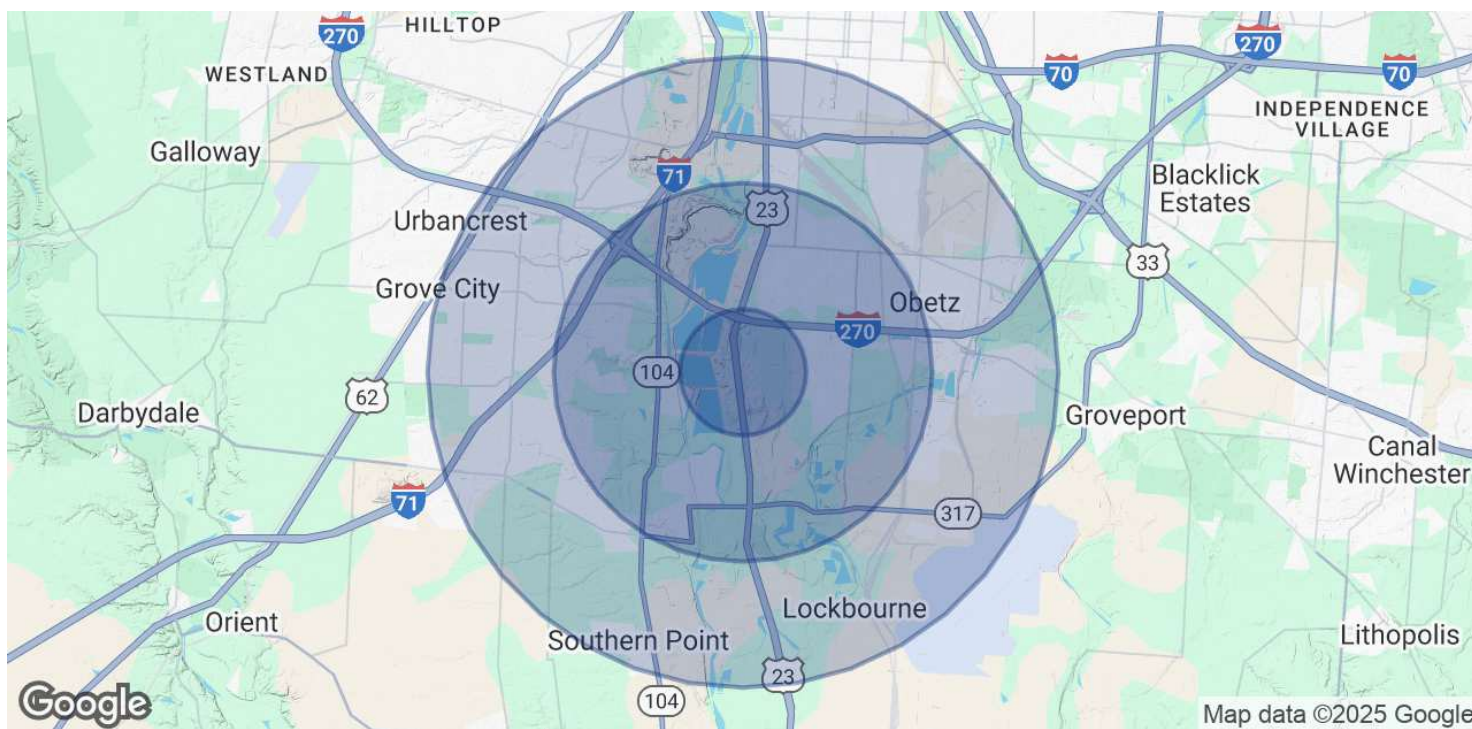 270
HILLTOP
270
WESTLAND
70
70
INDEPENDENCE
VILLAGE
Galloway
71
Blacklick
Estates
Urbancrest
23
33
Grove City
Obetz
270
104
62
Darbydale
Groveport
Canal
Winchester
71
317
Orient
Lockbourne
Southern Point
Lithopolis
23
104
Google
Map data ©2025 Google